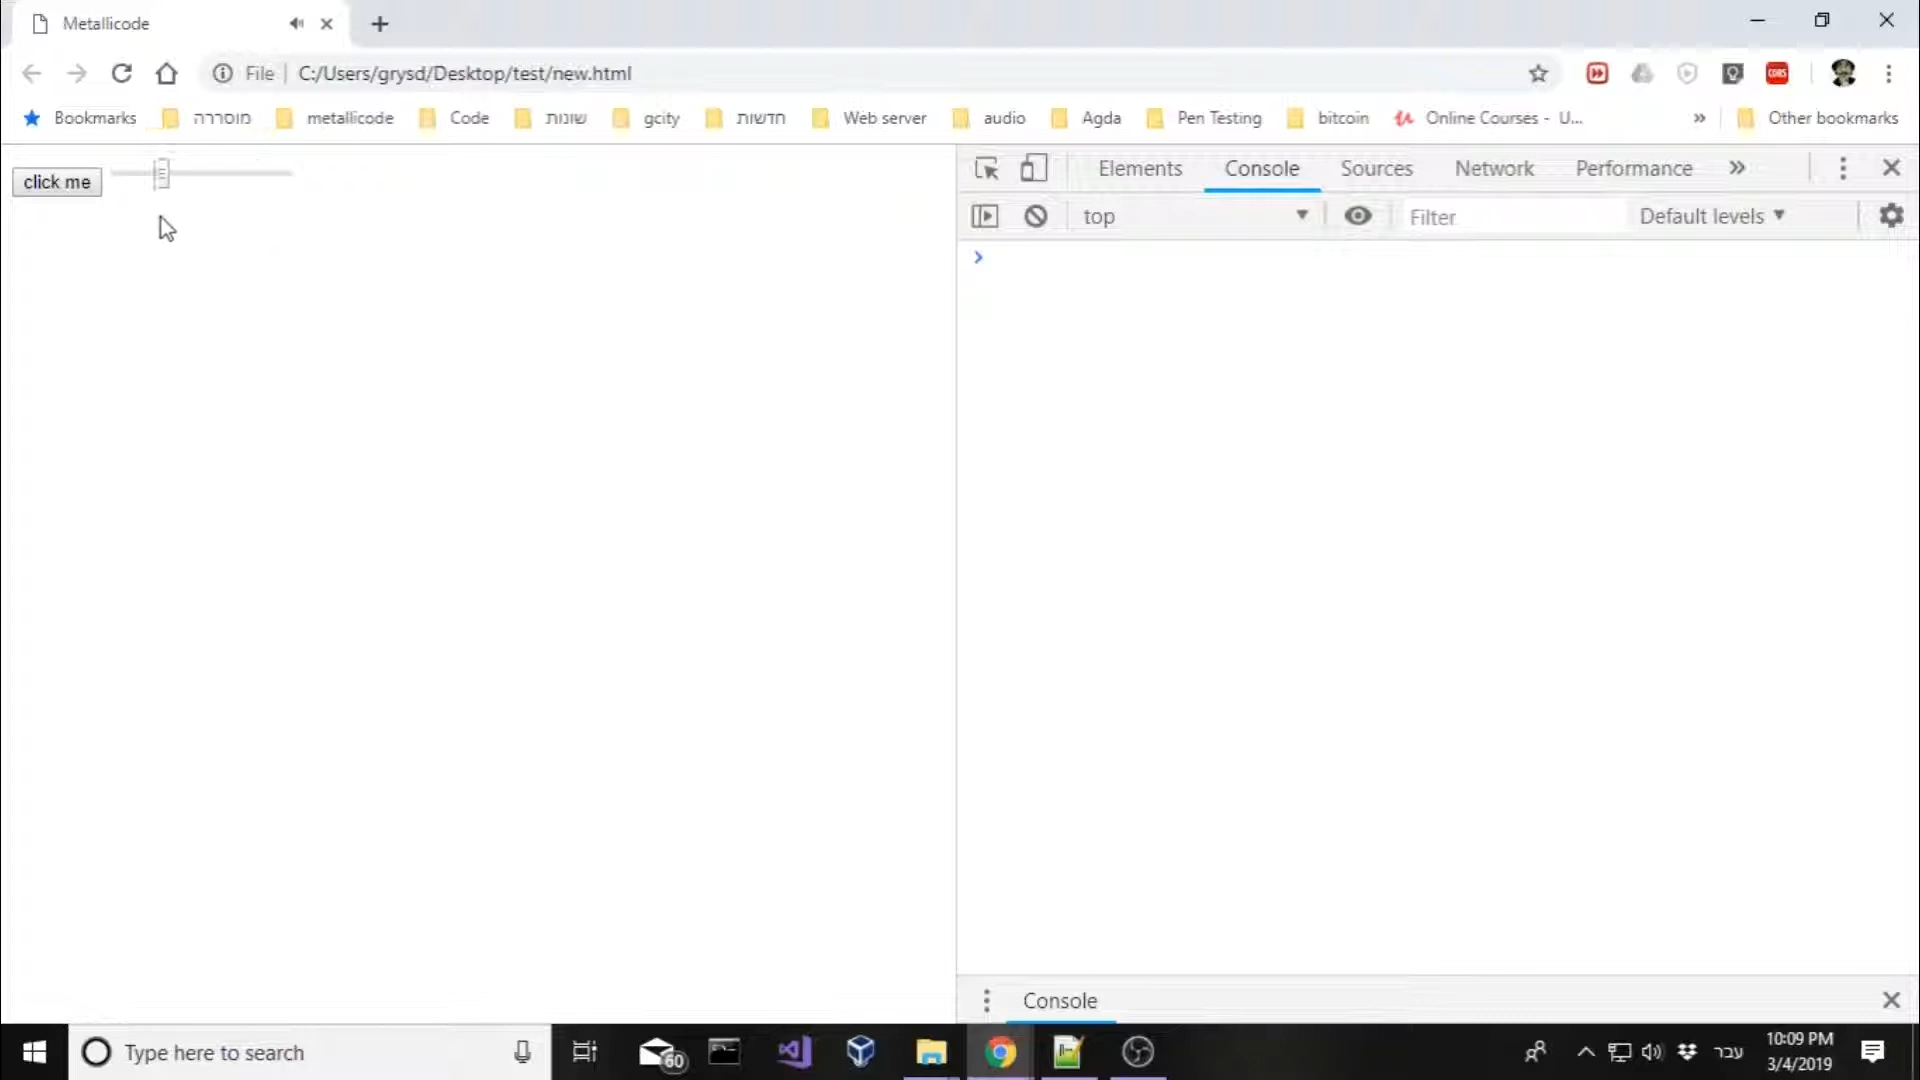 Metallicode
File C:/Users/grysd/Desktop/test/new.html
Bookmarks מוסררה metallicode Code שונות gcity חדשות Web server audio Agda Pen Testing bitcoin Online Courses - U... » Other bookmarks
click me
Elements Console Sources Network Performance »
top Filter Default levels
Console
Type here to search
60
עבר
10:09 PM
3/4/2019